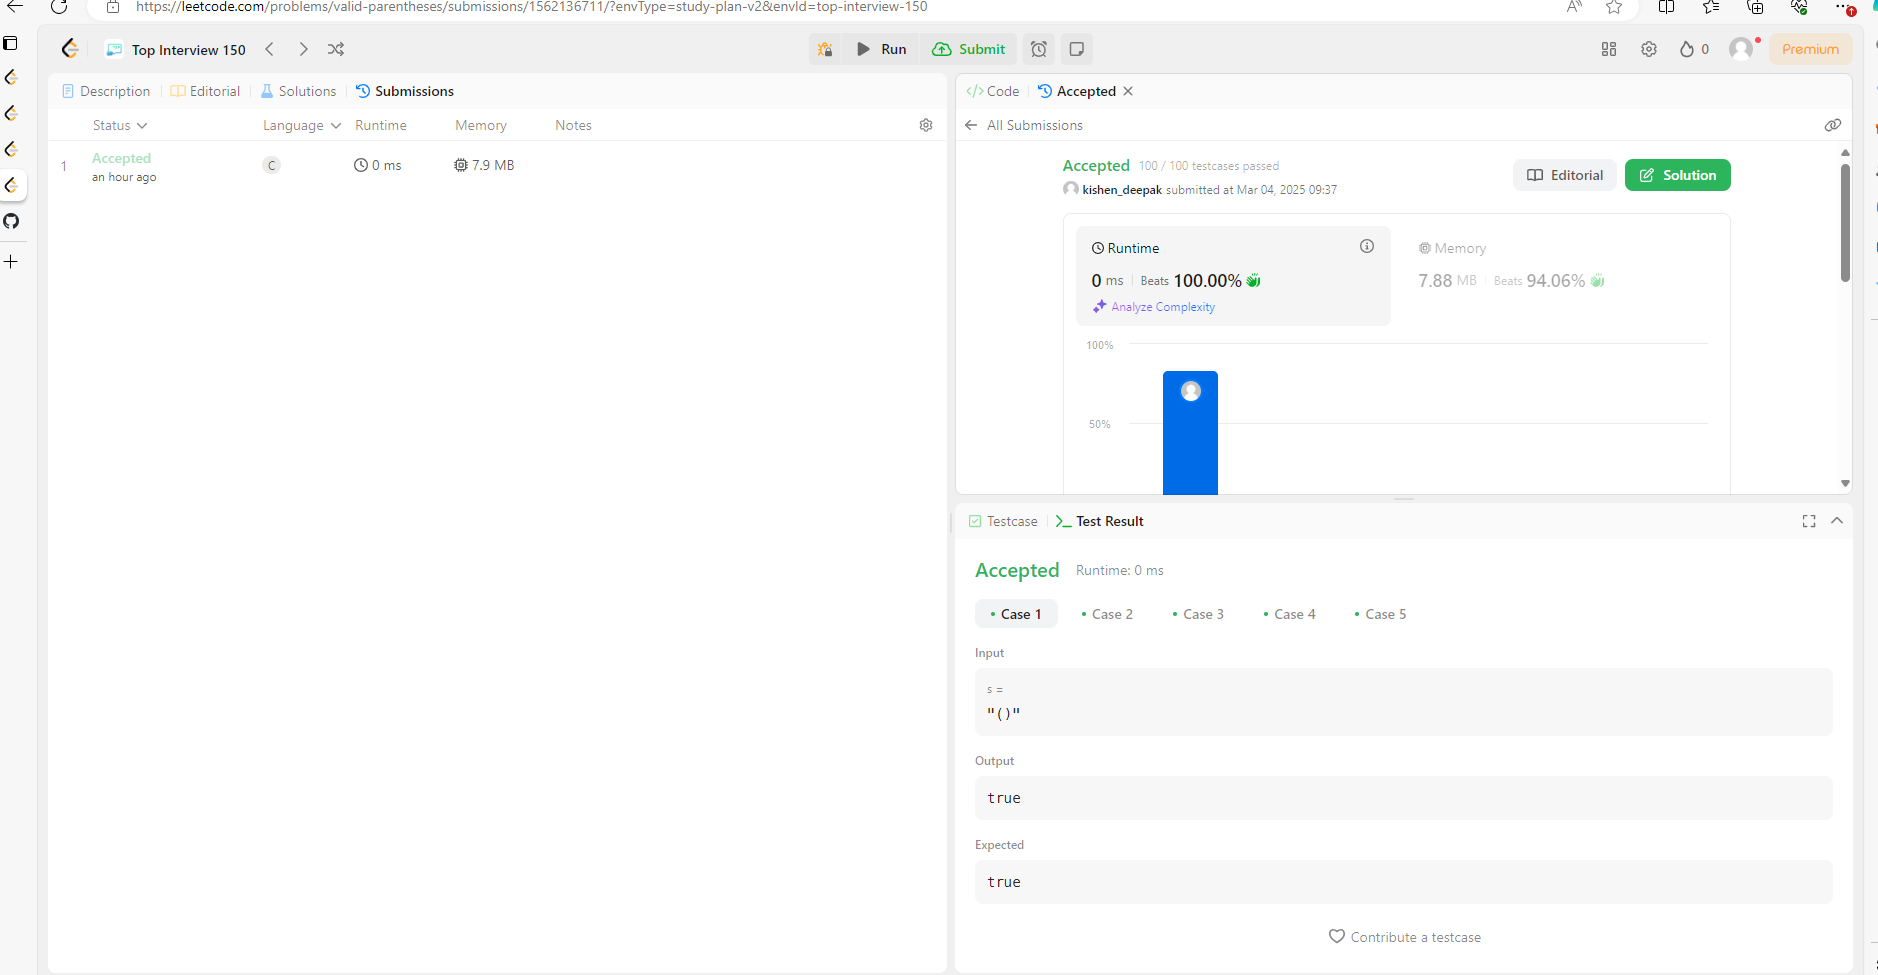 https://leetcode.com/problems/valid-parentheses/submissions/1562136711/?envType=study-plan-v2&envId=top-interview-150
Top Interview 150
Run
Submit
0
Premium
Description
Editorial
Solutions
Submissions
Status
Language
Runtime
Memory
Notes
1
Accepted
an hour ago
C
0 ms
7.9 MB
Code
Accepted
All Submissions
Accepted 100 / 100 testcases passed
kishen_deepak submitted at Mar 04, 2025 09:37
Editorial
Solution
Runtime
0 ms Beats 100.00%
Analyze Complexity
Memory
7.88 MB Beats 94.06%
100%
50%
Testcase
Test Result
Accepted Runtime: 0 ms
Case 1
Case 2
Case 3
Case 4
Case 5
Input
s =
"()"
Output
true
Expected
true
Contribute a testcase